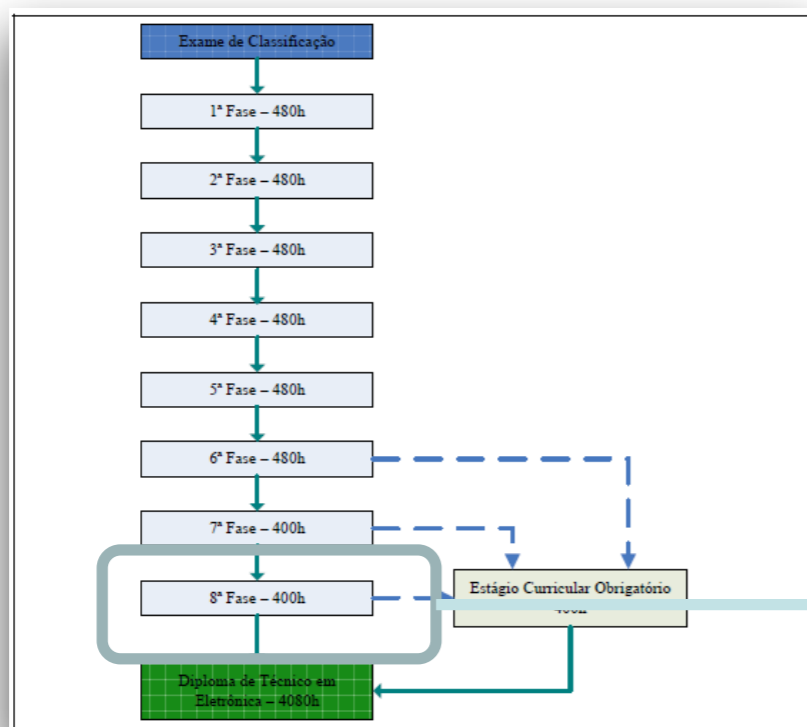 Exame de Classificação
1ª Fase – 480h
2ª Fase – 480h
3ª Fase – 480h
4ª Fase – 480h
5ª Fase – 480h
6ª Fase – 480h
7ª Fase – 400h
8ª Fase – 400h
Estágio Curricular Obrigatório
Diploma de Técnico em
Eletrônica – 4080h